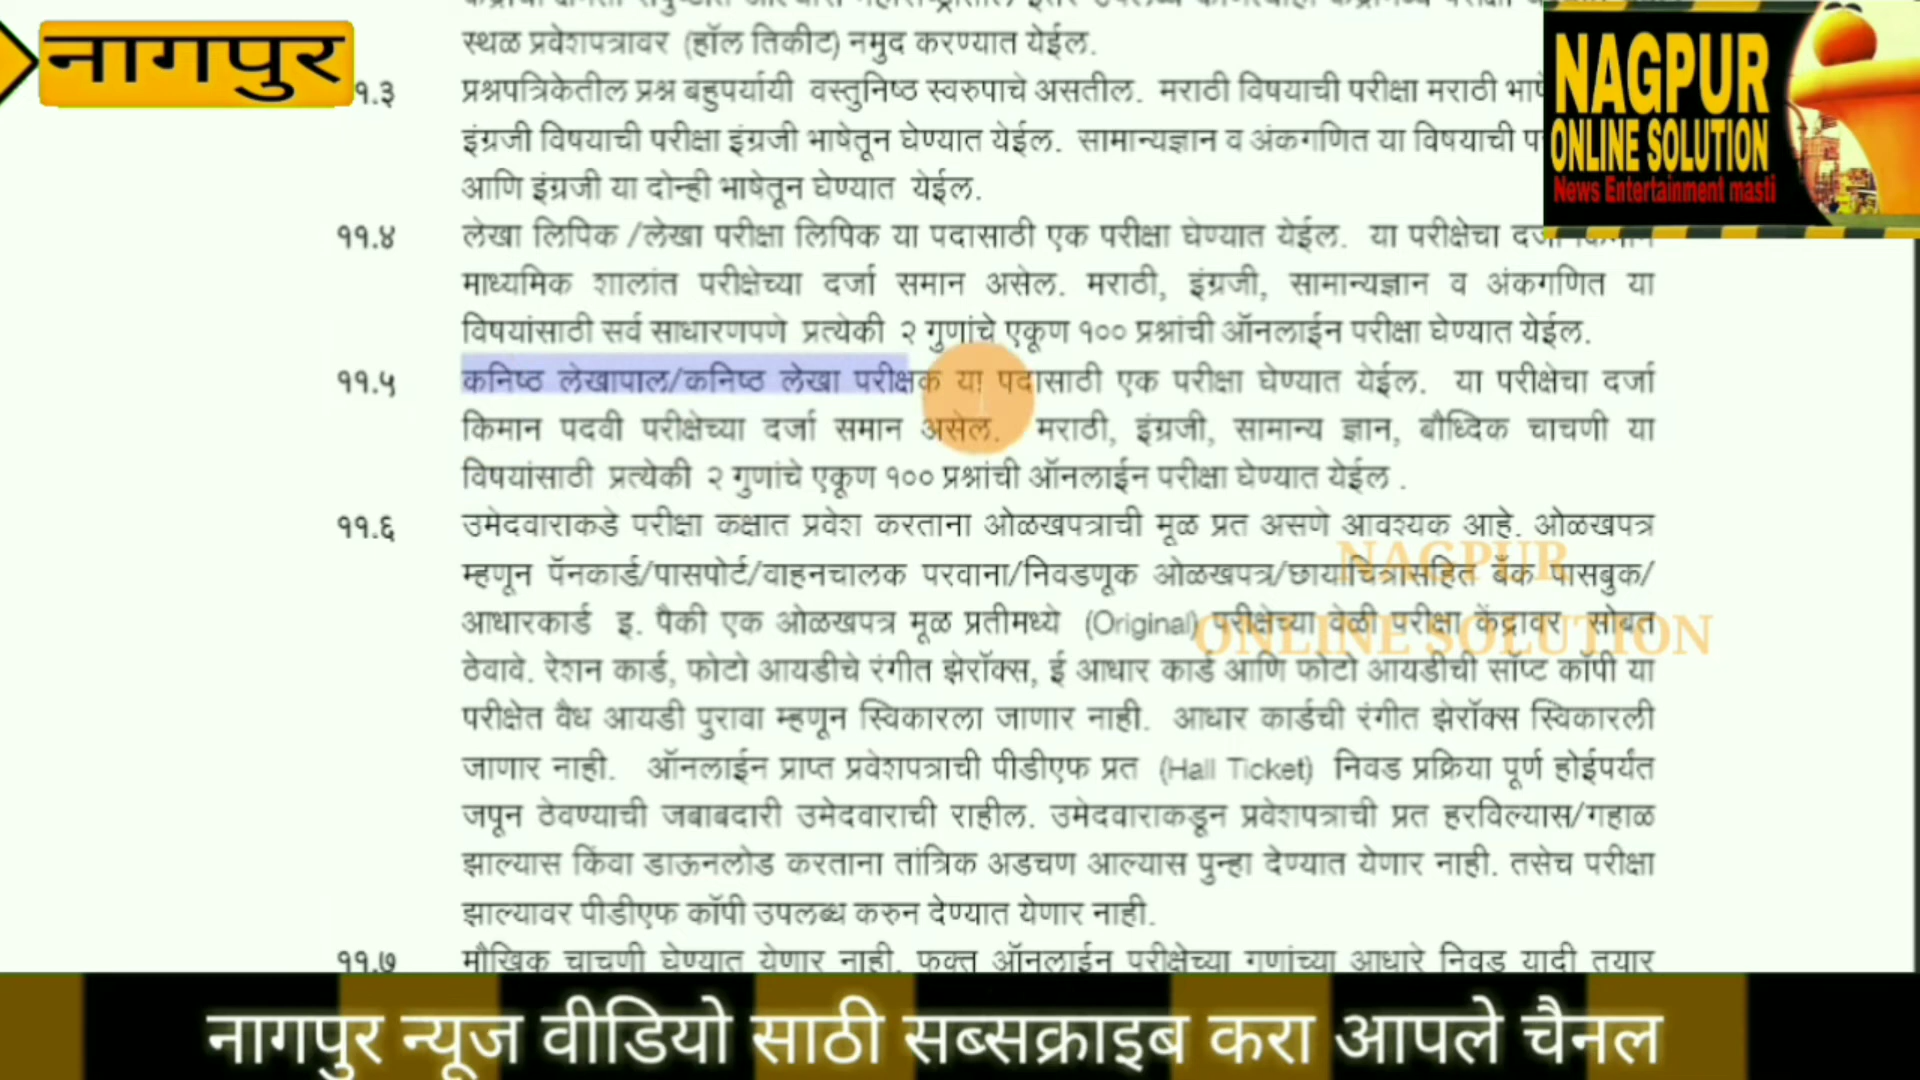 नागपुर
NAGPUR
ONLINE SOLUTION
News Entertainment masti
स्थळ प्रवेशपत्रावर (हॉल तिकीट) नमुद करण्यात येईल.
१.३ प्रश्नपत्रिकेतील प्रश्न बहुपर्यायी वस्तुनिष्ठ स्वरुपाचे असतील. मराठी विषयाची परीक्षा मराठी
इंग्रजी विषयाची परीक्षा इंग्रजी भाषेतून घेण्यात येईल. सामान्यज्ञान व अंकगणित या विषयाची
आणि इंग्रजी या दोन्ही भाषेतून घेण्यात येईल.
११.४ लेखा लिपिक /लेखा परीक्षा लिपिक या पदासाठी एक परीक्षा घेण्यात येईल. या परीक्षेचा
माध्यमिक शालांत परीक्षेच्या दर्जा समान असेल. मराठी, इंग्रजी, सामान्यज्ञान व अंकगणित या
विषयांसाठी सर्व साधारणपणे प्रत्येकी २ गुणांचे एकूण १०० प्रश्नांची ऑनलाईन परीक्षा घेण्यात येईल.
११.५ कनिष्ठ लेखापाल/कनिष्ठ लेखा परीक्षक या पदासाठी एक परीक्षा घेण्यात येईल. या परीक्षेचा दर्जा
किमान पदवी परीक्षेच्या दर्जा समान असेल. मराठी, इंग्रजी, सामान्य ज्ञान, बौध्दिक चाचणी या
विषयांसाठी प्रत्येकी २ गुणांचे एकूण १०० प्रश्नांची ऑनलाईन परीक्षा घेण्यात येईल .
११.६ उमेदवाराकडे परीक्षा कक्षात प्रवेश करताना ओळखपत्राची मूळ प्रत असणे आवश्यक आहे. ओळखपत्र
म्हणून पॅनकार्ड/पासपोर्ट/वाहनचालक परवाना/निवडणूक ओळखपत्र/छायाचित्रासहित बँक पासबुक/
आधारकार्ड इ. पैकी एक ओळखपत्र मूळ प्रतीमध्ये (Original) परीक्षेच्या वेळी परीक्षा केंद्रावर सोबत
ठेवावे. रेशन कार्ड, फोटो आयडीचे रंगीत झेरॉक्स, ई आधार कार्ड आणि फोटो आयडीची सॉप्ट कॉपी या
परीक्षेत वैध आयडी पुरावा म्हणून स्विकारला जाणार नाही. आधार कार्डची रंगीत झेरॉक्स स्विकारली
जाणार नाही. ऑनलाईन प्राप्त प्रवेशपत्राची पीडीएफ प्रत (Hall Ticket) निवड प्रक्रिया पूर्ण होईपर्यंत
जपून ठेवण्याची जबाबदारी उमेदवाराची राहील. उमेदवाराकडून प्रवेशपत्राची प्रत हरविल्यास/गहाळ
झाल्यास किंवा डाऊनलोड करताना तांत्रिक अडचण आल्यास पुन्हा देण्यात येणार नाही. तसेच परीक्षा
झाल्यावर पीडीएफ कॉपी उपलब्ध करुन देण्यात येणार नाही.
११.७ मौखिक चाचणी घेण्यात येणार नाही. फक्त ऑनलाईन परीक्षेच्या गुणांच्या आधारे निवड यादी तयार
NAGPUR
ONLINE SOLUTION
नागपुर न्यूज वीडियो साठी सब्सक्राइब करा आपले चैनल